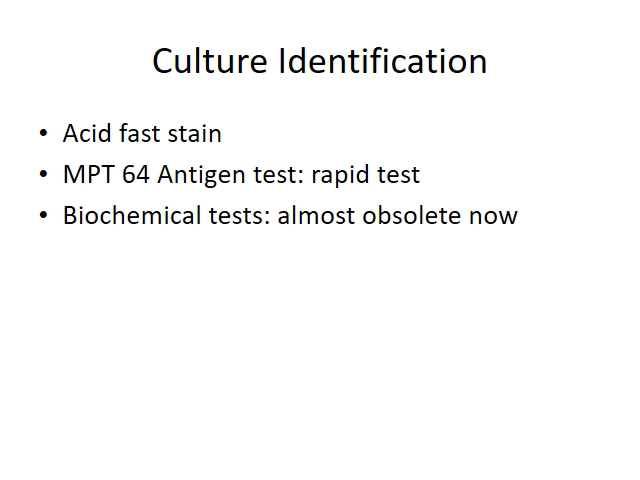 Culture Identification
• Acid fast stain
• MPT 64 Antigen test: rapid test
• Biochemical tests: almost obsolete now